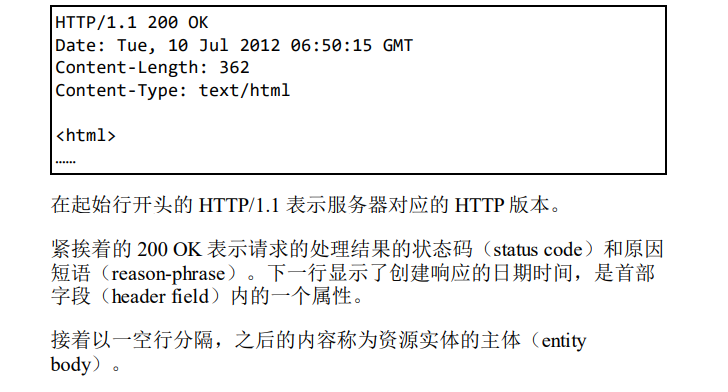 HTTP/1.1 200 OK
Date: Tue, 10 Jul 2012 06:50:15 GMT
Content-Length: 362
Content-Type: text/html

<html>
……
在起始行开头的 HTTP/1.1 表示服务器对应的 HTTP 版本。
紧挨着的 200 OK 表示请求的处理结果的状态码（status code）和原因
短语（reason-phrase）。下一行显示了创建响应的日期时间，是首部
字段（header field）内的一个属性。
接着以一空行分隔，之后的内容称为资源实体的主体（entity
body）。